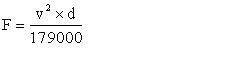 F = v² × d / 179000